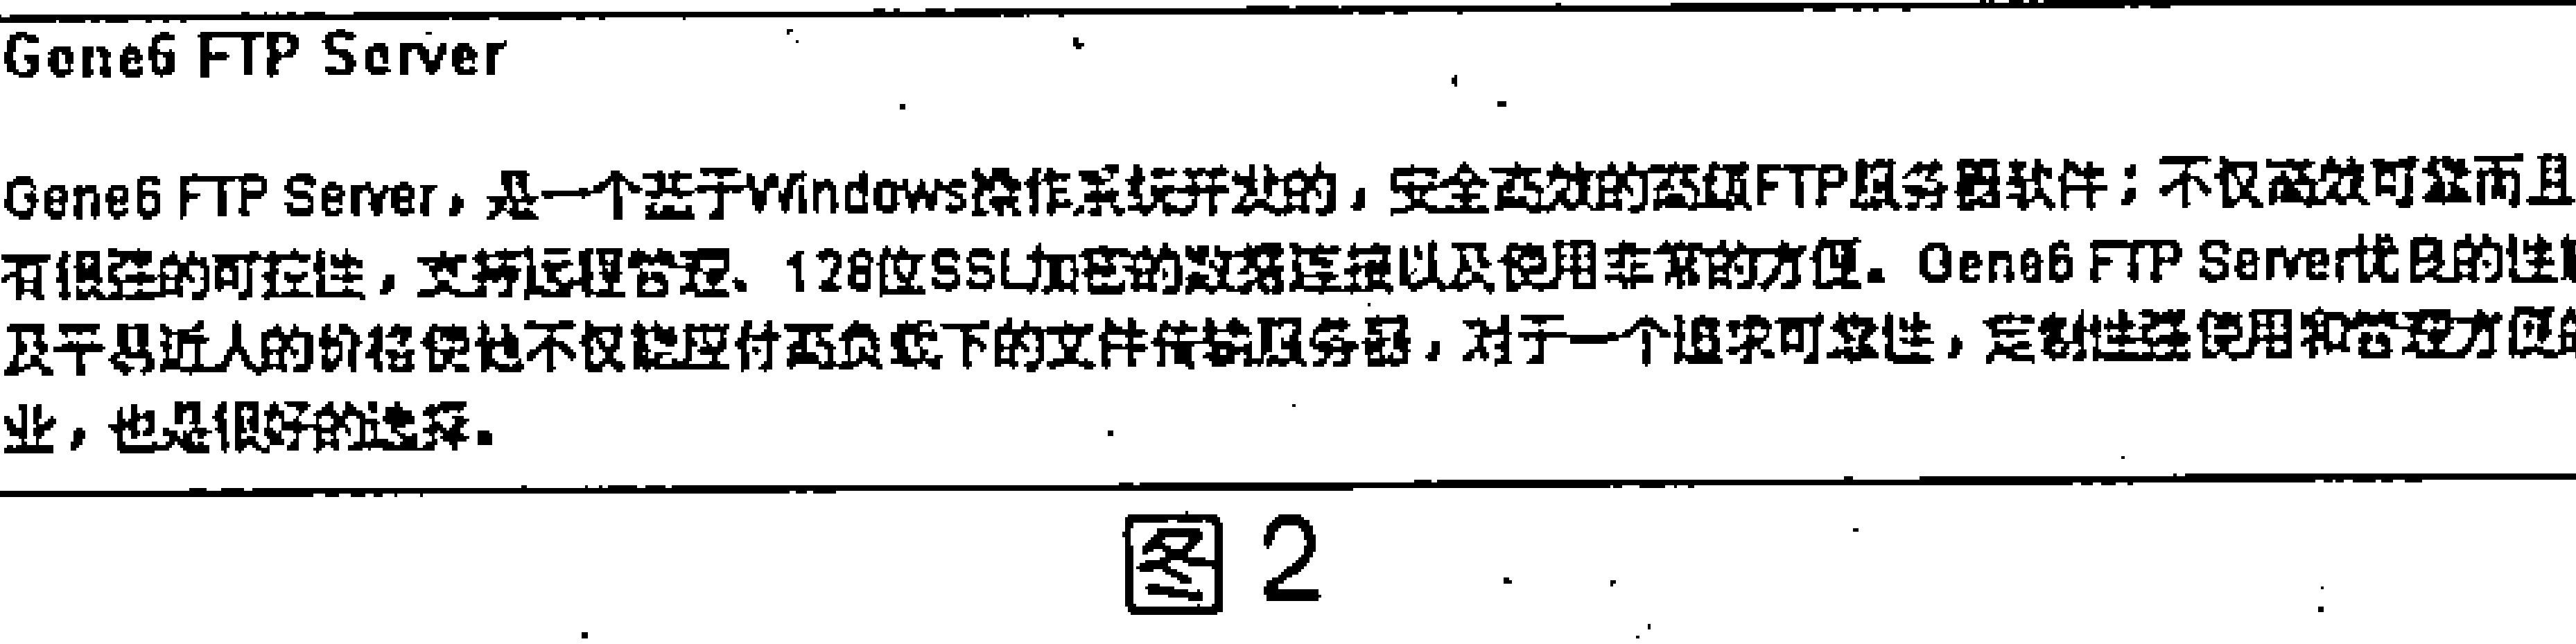 Gene6 FTP Server
Gene6 FTP Server，是一个基于Windows操作系统开发的，安全高效的高级FTP服务器软件；不仅高效可靠而且
有很强的可控性，支持远程管理、128位SSL加密的数据连接以及使用非常的方便。Gene6 FTP Server优良的性能
及平易近人的价格使他不仅能应付高负载下的文件传输服务器，对于一个追求可靠性，定制性强使用和管理方便的
业，也是很好的选择。
图 2